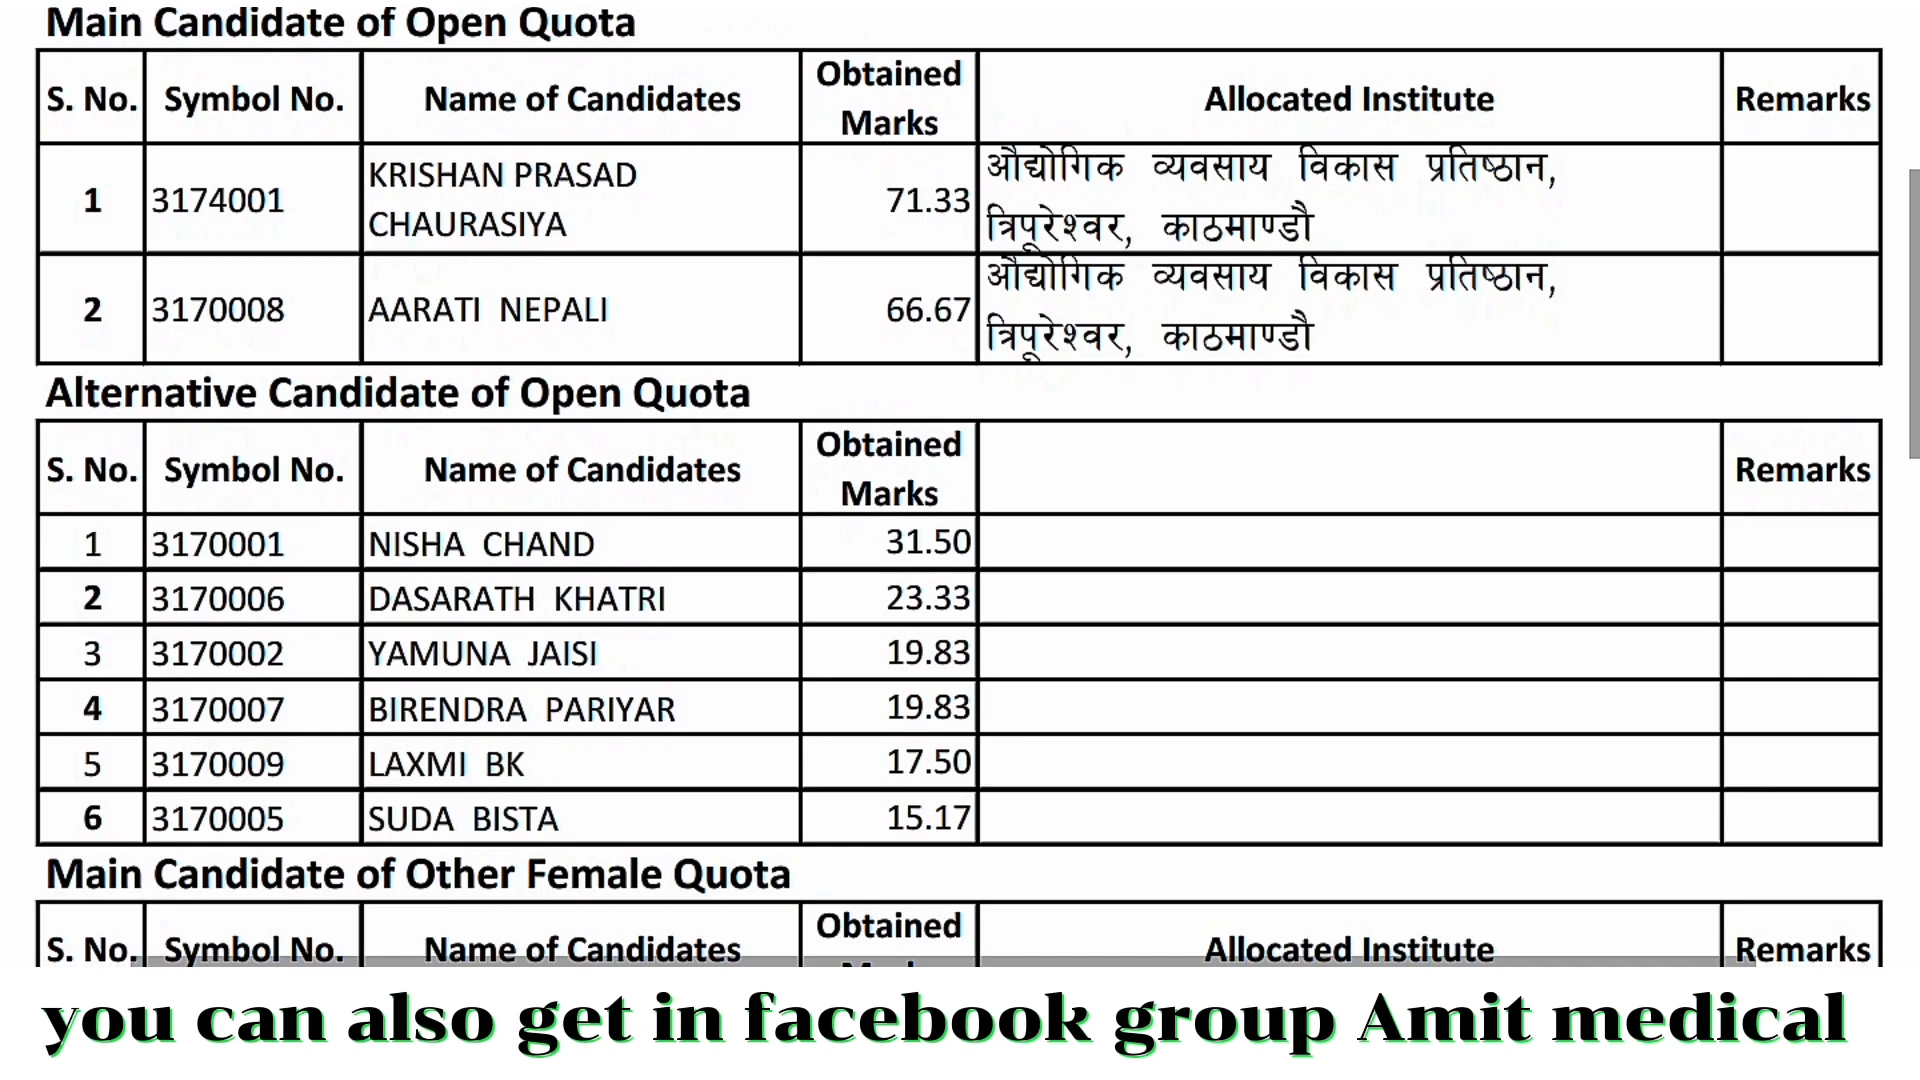 Main Candidate of Open Quota
S. No. Symbol No. Name of Candidates Obtained Marks Allocated Institute Remarks
1 3174001 KRISHAN PRASAD CHAURASIYA 71.33 औद्योगिक व्यवसाय विकास प्रतिष्ठान, त्रिपूरेश्वर, काठमाण्डौ
2 3170008 AARATI NEPALI 66.67 औद्योगिक व्यवसाय विकास प्रतिष्ठान, त्रिपूरेश्वर, काठमाण्डौ
Alternative Candidate of Open Quota
S. No. Symbol No. Name of Candidates Obtained Marks Remarks
1 3170001 NISHA CHAND 31.50
2 3170006 DASARATH KHATRI 23.33
3 3170002 YAMUNA JAISI 19.83
4 3170007 BIRENDRA PARIYAR 19.83
5 3170009 LAXMI BK 17.50
6 3170005 SUDA BISTA 15.17
Main Candidate of Other Female Quota
S. No. Symbol No. Name of Candidates Obtained Allocated Institute Remarks
you can also get in facebook group Amit medical